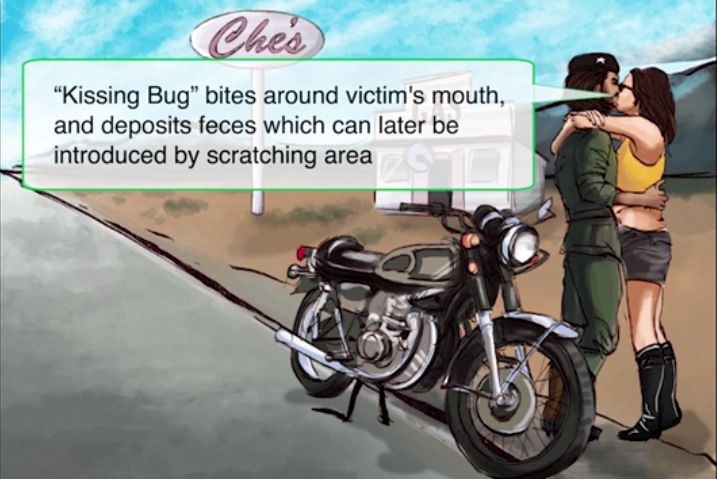 Che's
“Kissing Bug” bites around victim's mouth,
and deposits feces which can later be
introduced by scratching area